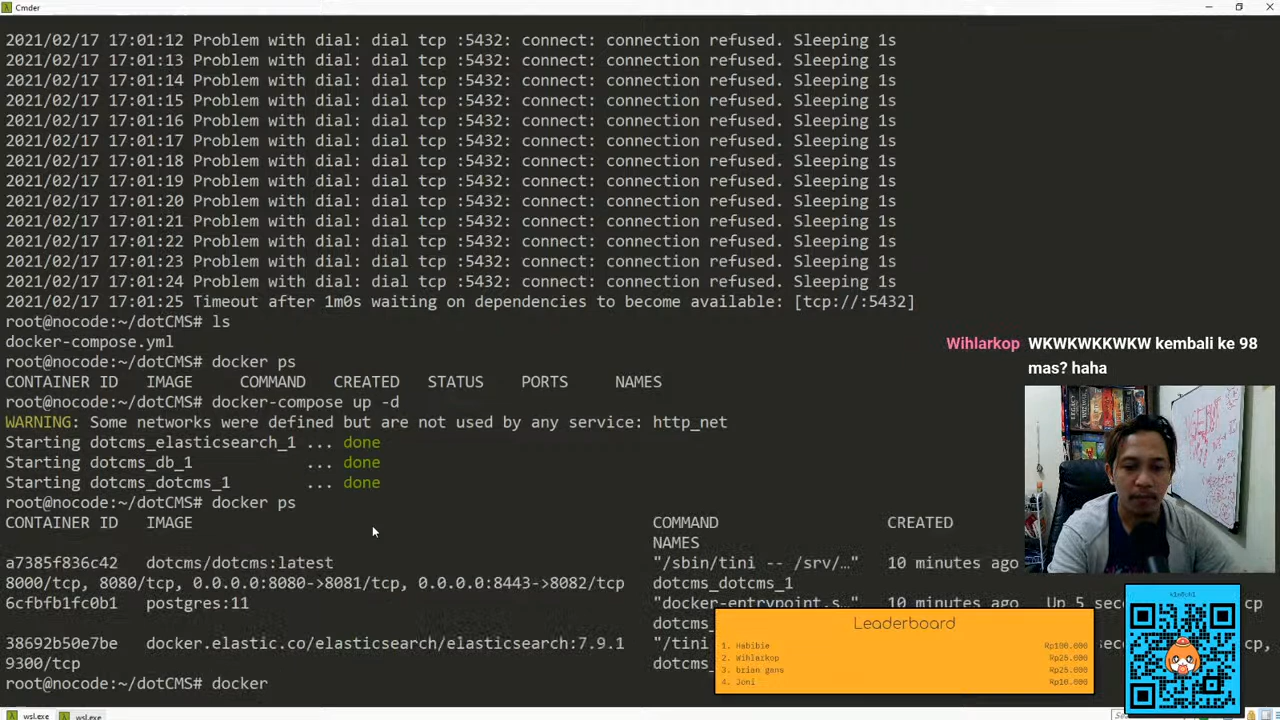 Cmder
2021/02/17 17:01:12 Problem with dial: dial tcp :5432: connect: connection refused. Sleeping 1s
2021/02/17 17:01:13 Problem with dial: dial tcp :5432: connect: connection refused. Sleeping 1s
2021/02/17 17:01:14 Problem with dial: dial tcp :5432: connect: connection refused. Sleeping 1s
2021/02/17 17:01:15 Problem with dial: dial tcp :5432: connect: connection refused. Sleeping 1s
2021/02/17 17:01:16 Problem with dial: dial tcp :5432: connect: connection refused. Sleeping 1s
2021/02/17 17:01:17 Problem with dial: dial tcp :5432: connect: connection refused. Sleeping 1s
2021/02/17 17:01:18 Problem with dial: dial tcp :5432: connect: connection refused. Sleeping 1s
2021/02/17 17:01:19 Problem with dial: dial tcp :5432: connect: connection refused. Sleeping 1s
2021/02/17 17:01:20 Problem with dial: dial tcp :5432: connect: connection refused. Sleeping 1s
2021/02/17 17:01:21 Problem with dial: dial tcp :5432: connect: connection refused. Sleeping 1s
2021/02/17 17:01:22 Problem with dial: dial tcp :5432: connect: connection refused. Sleeping 1s
2021/02/17 17:01:23 Problem with dial: dial tcp :5432: connect: connection refused. Sleeping 1s
2021/02/17 17:01:24 Problem with dial: dial tcp :5432: connect: connection refused. Sleeping 1s
2021/02/17 17:01:25 Timeout after 1m0s waiting on dependencies to become available: [tcp://:5432]
root@nocode:~/dotCMS# ls
docker-compose.yml
root@nocode:~/dotCMS# docker ps
CONTAINER ID IMAGE COMMAND CREATED STATUS PORTS NAMES
root@nocode:~/dotCMS# docker-compose up -d
WARNING: Some networks were defined but are not used by any service: http_net
Starting dotcms_elasticsearch_1 ... done
Starting dotcms_db_1 ... done
Starting dotcms_dotcms_1 ... done
root@nocode:~/dotCMS# docker ps
CONTAINER ID IMAGE COMMAND CREATED
NAMES
a7385f836c42 dotcms/dotcms:latest "/sbin/tini -- /srv/…" 10 minutes ago
8000/tcp, 8080/tcp, 0.0.0.0:8080->8081/tcp, 0.0.0.0:8443->8082/tcp dotcms_dotcms_1
6cfbfb1fc0b1 postgres:11 "docker-entrypoint.s…" 10 minutes ago Up 5 seco cp
dotcms_
38692b50e7be docker.elastic.co/elasticsearch/elasticsearch:7.9.1 "/tini cp,
9300/tcp dotcms_
root@nocode:~/dotCMS# docker
Wihlarkop WKWKWKKWKW kembali ke 98
mas? haha
Leaderboard
1. Habibie Rp100.000
2. Wihlarkop Rp25.000
3. brian gans Rp25.000
4. Joni Rp10.000
wsl.exe wsl.exe